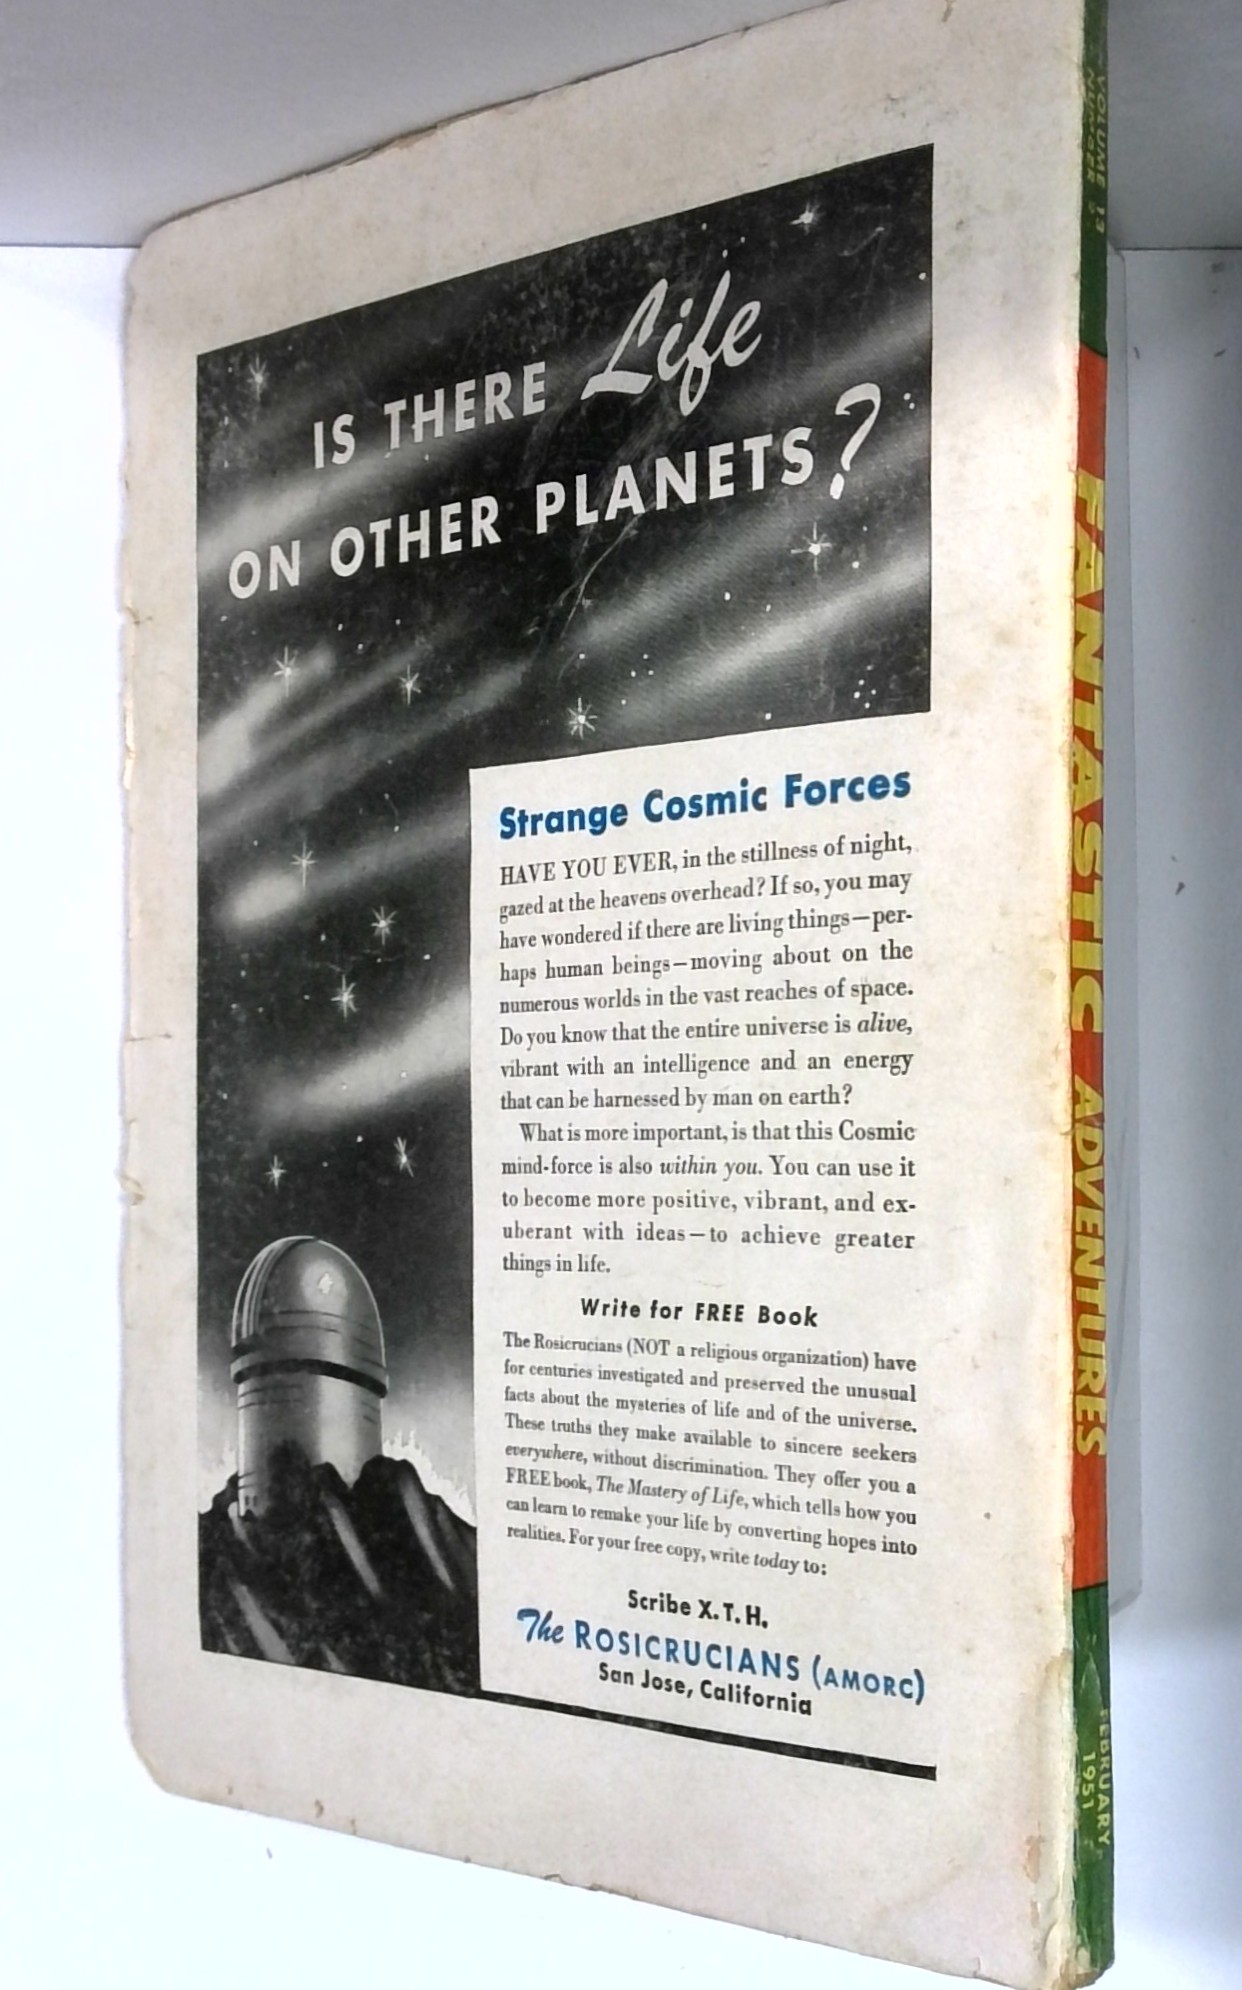 IS THERE Life
ON OTHER PLANETS?
Strange Cosmic Forces
HAVE YOU EVER, in the stillness of night,
gazed at the heavens overhead? If so, you may
have wondered if there are living things—per-
haps human beings—moving about on the
numerous worlds in the vast reaches of space.
Do you know that the entire universe is alive,
vibrant with an intelligence and an energy
that can be harnessed by man on earth?
What is more important, is that this Cosmic
mind-force is also within you. You can use it
to become more positive, vibrant, and ex-
uberant with ideas—to achieve greater
things in life.
Write for FREE Book
The Rosicrucians (NOT a religious organization) have
for centuries investigated and preserved the unusual
facts about the mysteries of life and of the universe.
These truths they make available to sincere seekers
everywhere, without discrimination. They offer you a
FREE book, The Mastery of Life, which tells how you
can learn to remake your life by converting hopes into
realities. For your free copy, write today to:
Scribe X. T. H.
The ROSICRUCIANS (AMORC)
San Jose, California
VOLUME 13
NUMBER
FANTASTIC ADVENTURES
FEBRUARY
1951